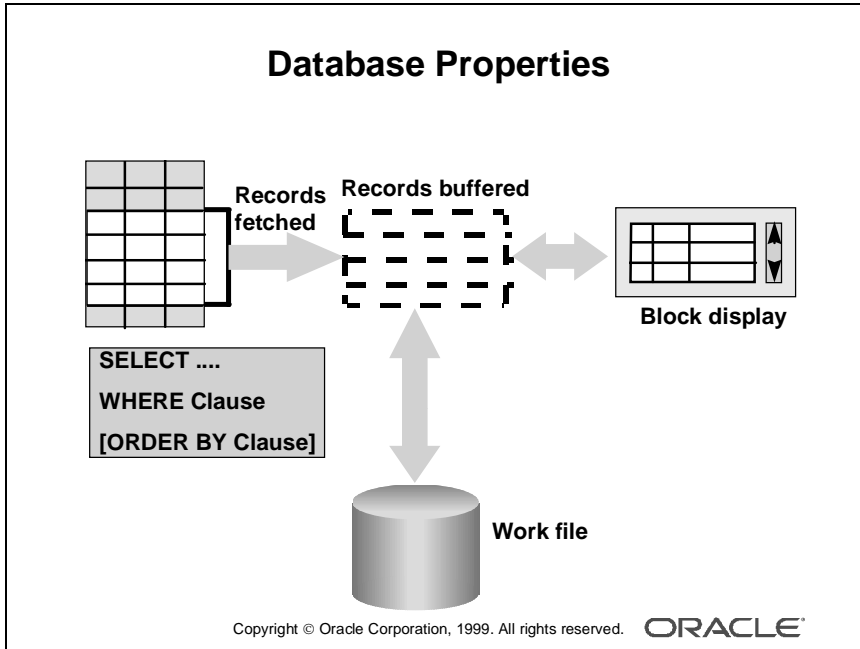 Database Properties
Records
fetched
Records buffered
Block display
SELECT ....
WHERE Clause
[ORDER BY Clause]
Work file
Copyright © Oracle Corporation, 1999. All rights reserved.
ORACLE®